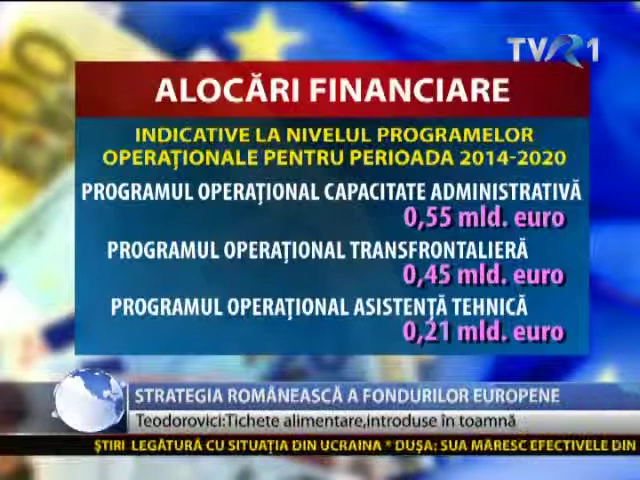 TVR1
ALOCĂRI FINANCIARE
INDICATIVE LA NIVELUL PROGRAMELOR
OPERAŢIONALE PENTRU PERIOADA 2014-2020
PROGRAMUL OPERAŢIONAL CAPACITATE ADMINISTRATIVĂ
0,55 mld. euro
PROGRAMUL OPERAŢIONAL TRANSFRONTALIERĂ
0,45 mld. euro
PROGRAMUL OPERAŢIONAL ASISTENŢĂ TEHNICĂ
0,21 mld. euro
STRATEGIA ROMÂNEASCĂ A FONDURILOR EUROPENE
Teodorovici:Tichete alimentare,introduse în toamnă
ŞTIRI LEGĂTURĂ CU SITUAŢIA DIN UCRAINA * DUŞA: SUA MĂRESC EFECTIVELE DIN